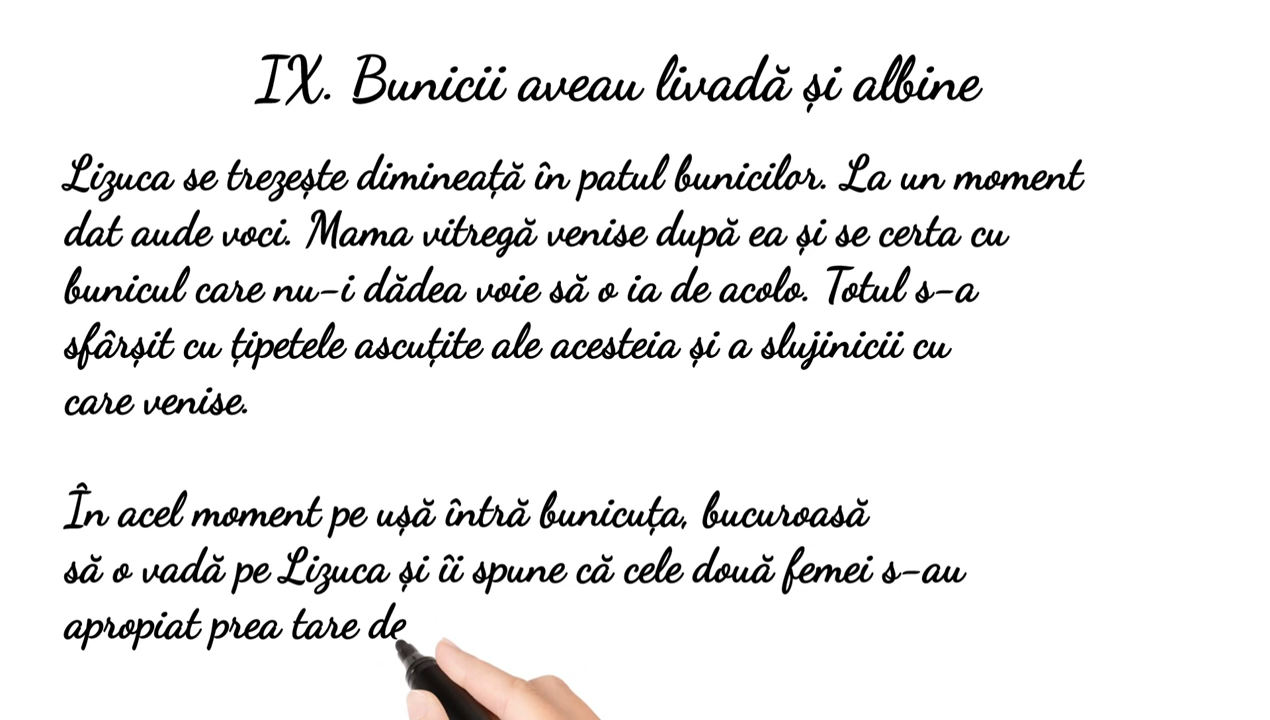 IX. Bunicii aveau livadă și albine
Lizuca se trezește dimineață în patul bunicilor. La un moment
dat aude voci. Mama vitregă venise după ea și se certa cu
bunicul care nu-i dădea voie să o ia de acolo. Totul s-a
sfârșit cu țipetele ascuțite ale acesteia și a slujinicii cu
care venise.
În acel moment pe ușă întră bunicuța, bucuroasă
să o vadă pe Lizuca și îi spune că cele două femei s-au
apropiat prea tare de